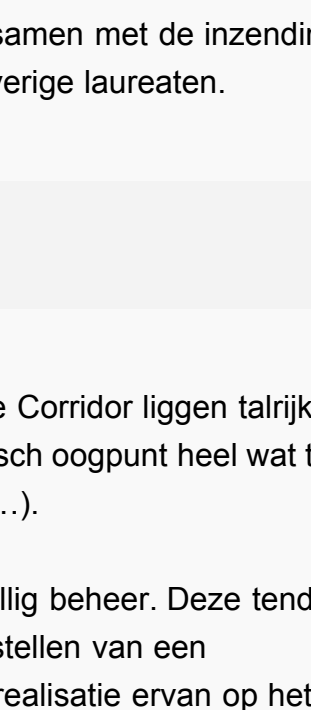 samen met de inzendin
verige laureaten.
e Corridor liggen talrijk
sch oogpunt heel wat t
…).
llig beheer. Deze tend
stellen van een
realisatie ervan op het